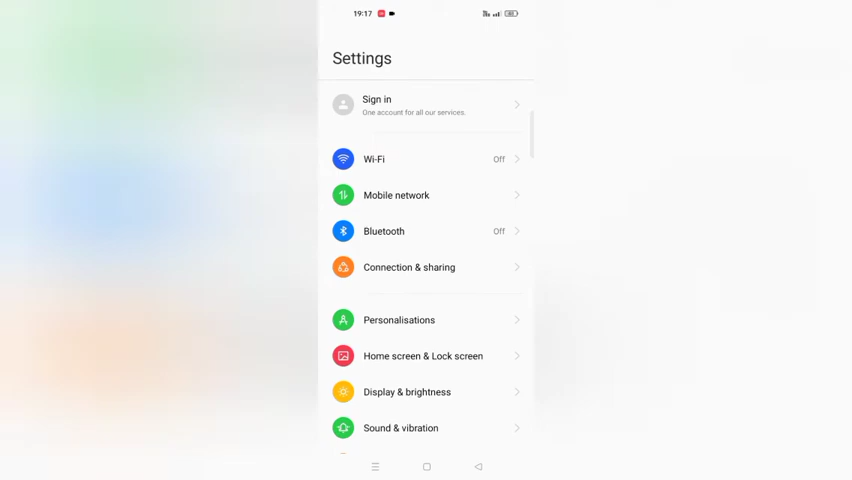 19:17
Settings
Sign in
One account for all our services.
Wi-Fi Off
Mobile network
Bluetooth Off
Connection & sharing
Personalisations
Home screen & Lock screen
Display & brightness
Sound & vibration